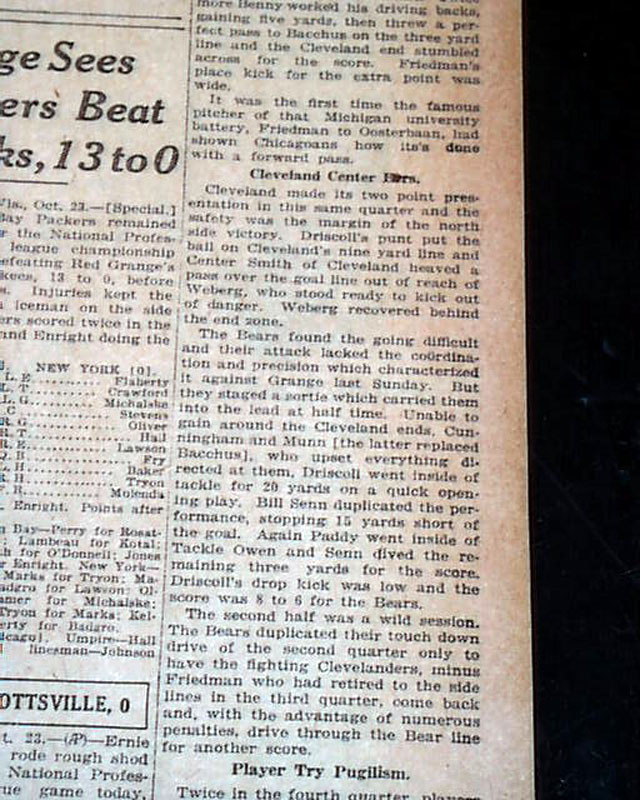 ge Sees
ers Beat
ks, 13 to 0
Vis., Oct. 23.—[Special.]
Bay Packers remained
r the National Profes-
league championship
efeating Red Grange's
kees, 13 to 0, before
s. Injuries kept the
iceman on the side
ers scored twice in the
and Enright doing the
NEW YORK [0].
L. E. Flaherty
L. T. Crawford
L. G. Michalske
C. Stevens
R. G. Oliver
R. T. Hall
R. E. Lawson
Q. B. Fry
L. H. Baker
R. H. Tryon
F. B. Molenda
Enright. Points after
Bay—Perry for Rosat-
Lambeau for Kotal;
h for O'Donnell; Jones
r Enright. New York—
Marks for Tryon; Ma-
adgro for Lawson; Ol-
amer for Michalske;
Tryon for Marks; Kel-
erty for Badgro.
icago]. Umpire—Hall
linesman—Johnson
OTTSVILLE, 0
t. 23.—(AP)—Ernie
rode rough shod
National Profes-
ue game today,
more Benny worked his driving backs,
gaining five yards, then threw a per-
fect pass to Bacchus on the three yard
line and the Cleveland end stumbled
across for the score. Friedman's
place kick for the extra point was
wide.
It was the first time the famous
pitcher of that Michigan university
battery, Friedman to Oosterbaan, had
shown Chicagoans how its's done
with a forward pass.
Cleveland Center
Cleveland made its two point pres-
entation in this same quarter and the
safety was the margin of the north
side victory. Driscoll's punt put the
ball on Cleveland's nine yard line and
Center Smith of Cleveland heaved a
pass over the goal line out of reach of
Weberg, who stood ready to kick out
of danger. Weberg recovered behind
the end zone.
The Bears found the going difficult
and their attack lacked the coördina-
tion and precision which characterized
it against Grange last Sunday. But
they staged a sortie which carried them
into the lead at half time. Unable to
gain around the Cleveland ends, Cun-
ningham and Munn [the latter replaced
Bacchus], who upset everything di-
rected at them, Driscoll went inside of
tackle for 20 yards on a quick open-
ing play. Bill Senn duplicated the per-
formance, stopping 15 yards short of
the goal. Again Paddy went inside of
Tackle Owen and Senn dived the re-
maining three yards for the score.
Driscoll's drop kick was low and the
score was 8 to 6 for the Bears.
The second half was a wild session.
The Bears duplicated their touch down
drive of the second quarter only to
have the fighting Clevelanders, minus
Friedman who had retired to the side
lines in the third quarter, come back
and, with the advantage of numerous
penalties, drive through the Bear line
for another score.
Player Try Pugilism.
Twice in the fourth quarter players